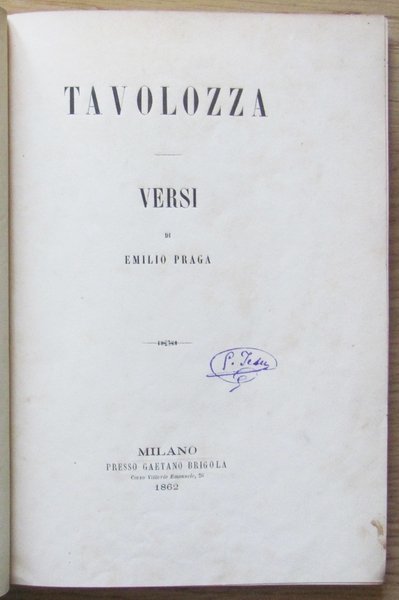 TAVOLOZZA
VERSI
DI
EMILIO PRAGA
MILANO
PRESSO GAETANO BRIGOLA
Corso Vittorio Emanuele, 26
1862